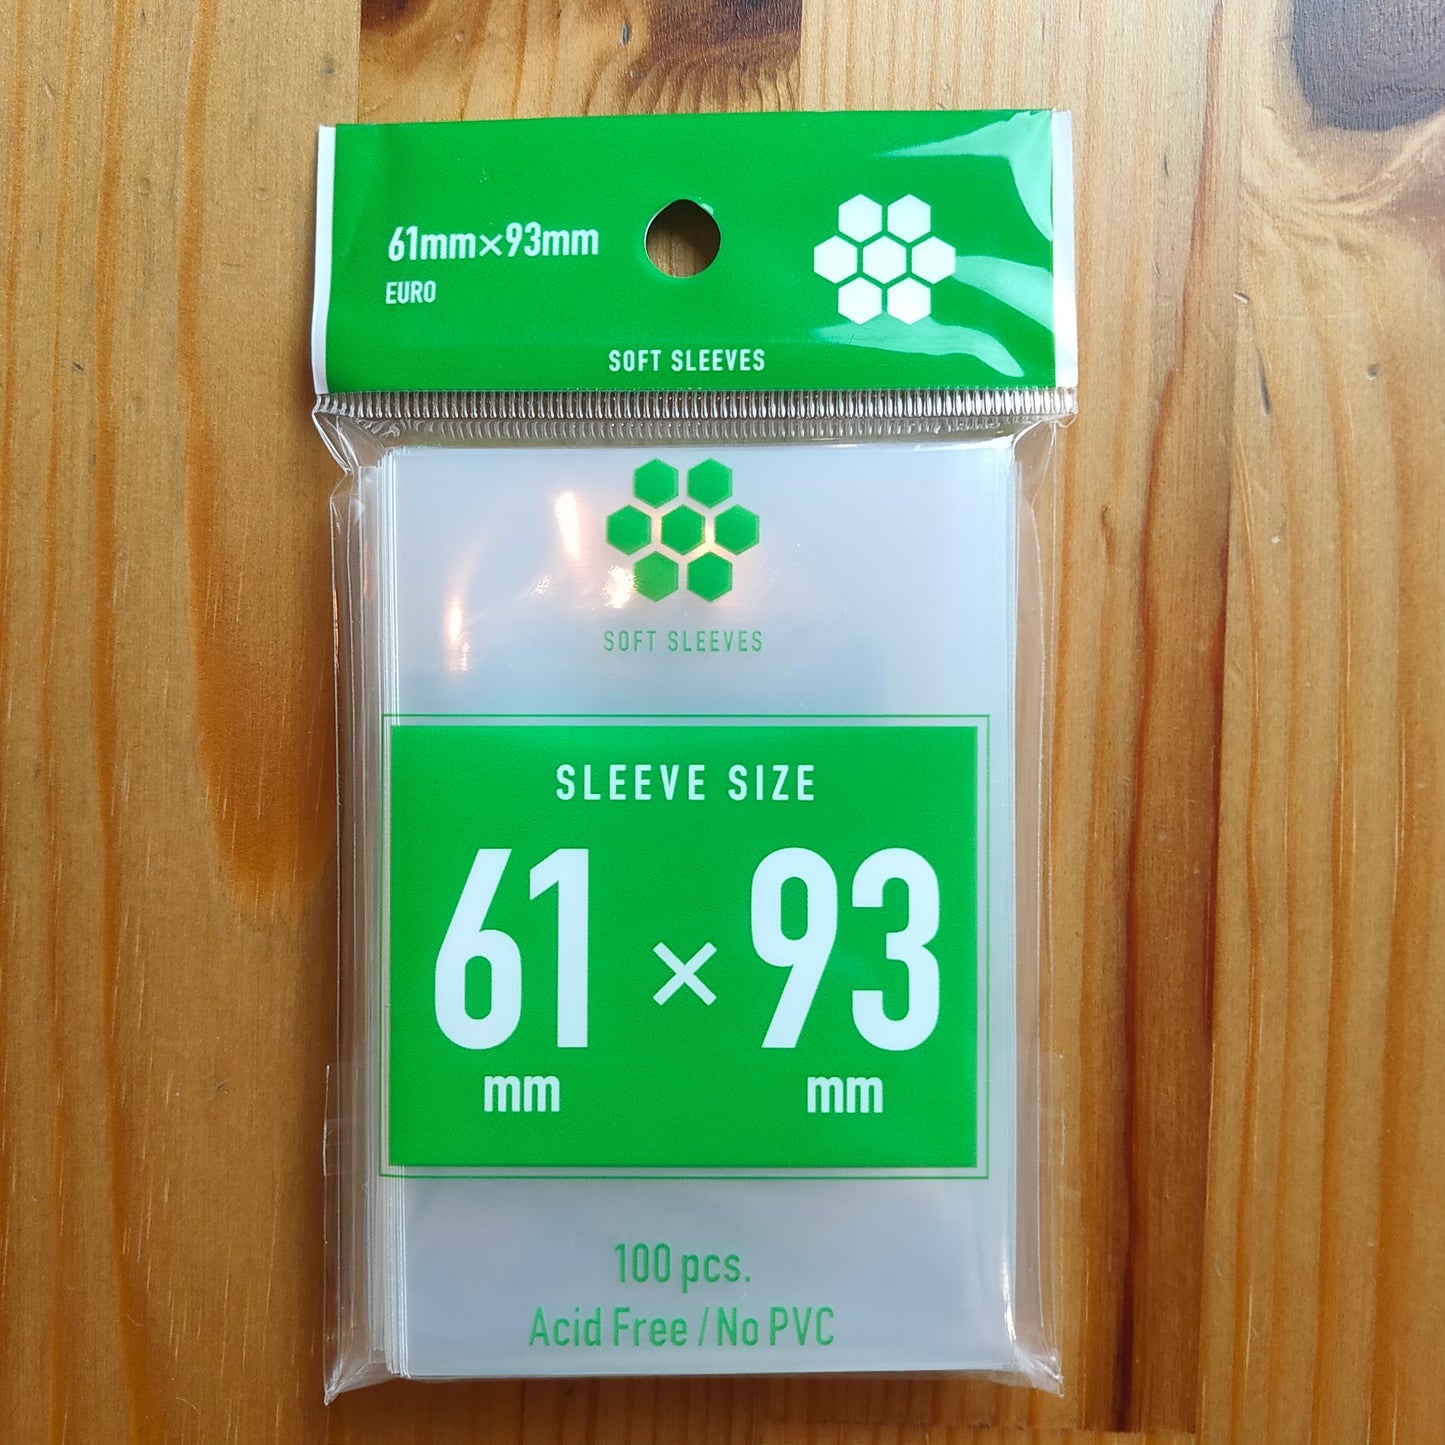 61mm×93mm
EURO
SOFT SLEEVES
SOFT SLEEVES
SLEEVE SIZE
61 × 93
mm mm
100 pcs.
Acid Free / No PVC